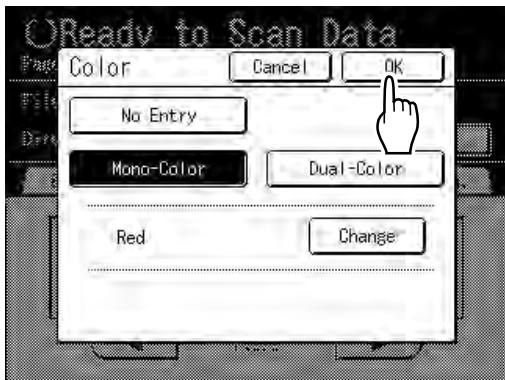 Ready to Scan Data
Color
Cancel
OK
No Entry
Mono-Color
Dual-Color
Red
Change